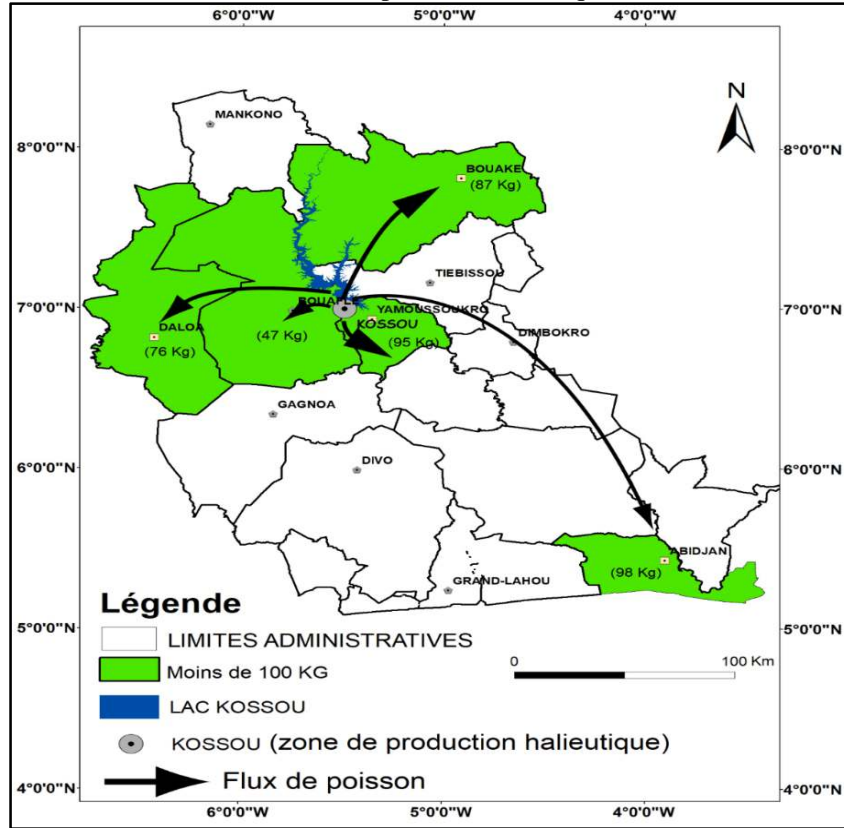 6°0'0"W 5°0'0"W 4°0'0"W
N
MANKONO
8°0'0"N 8°0'0"N
BOUAKE
(87 Kg)
TIEBISSOU
7°0'0"N 7°0'0"N
BOUAFLE
YAMOUSSOUKRO
DALOA
(47 Kg)
KOSSOU
DIMBOKRO
(76 Kg)
(95 Kg)
GAGNOA
6°0'0"N 6°0'0"N
DIVO
ABIDJAN
(98 Kg)
GRAND-LAHOU
Légende
5°0'0"N 5°0'0"N
LIMITES ADMINISTRATIVES
0 100 Km
Moins de 100 KG
LAC KOSSOU
KOSSOU (zone de production halieutique)
Flux de poisson
4°0'0"N 4°0'0"N
6°0'0"W 5°0'0"W 4°0'0"W